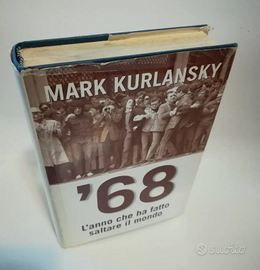 MARK KURLANSKY
'68
L'anno che ha fatto
saltare il mondo
subito